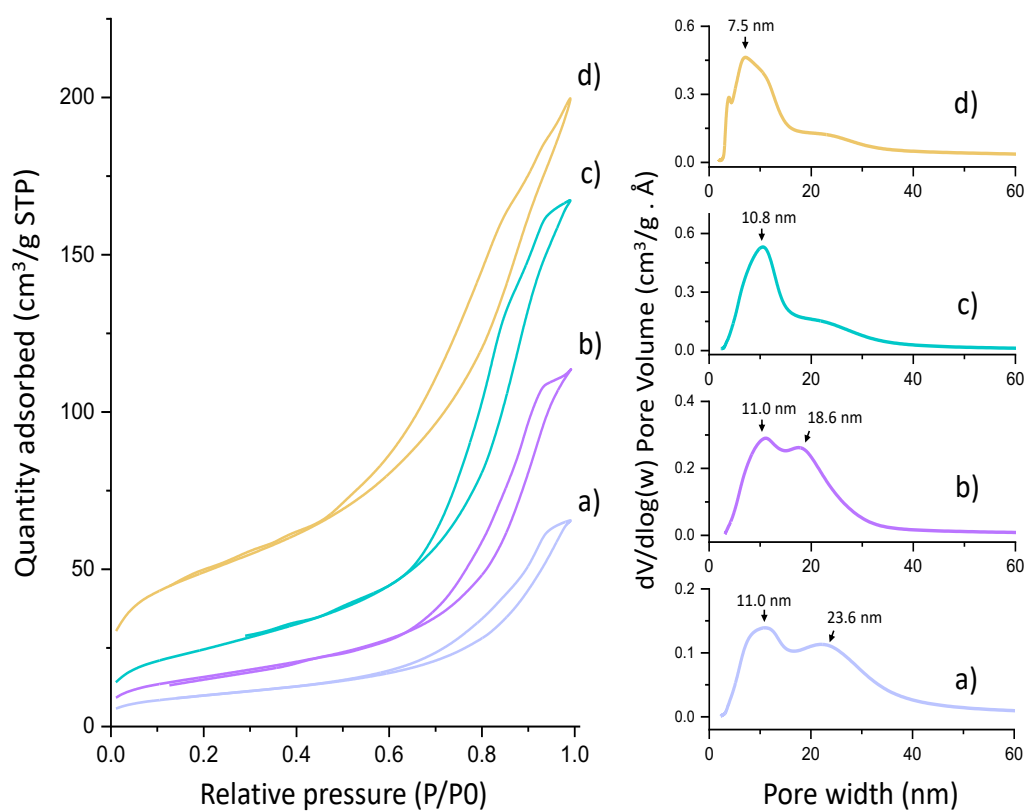 Quantity adsorbed (cm³/g STP)
200
150
100
50
0
0.0 0.2 0.4 0.6 0.8 1.0
Relative pressure (P/P0)
d)
c)
b)
a)
dV/dlog(w) Pore Volume (cm³/g . Å)
7.5 nm
d)
0.6
0.3
0.0
0 20 40 60
10.8 nm
c)
0.6
0.3
0.0
0 20 40 60
11.0 nm
18.6 nm
b)
0.4
0.2
0.0
0 20 40 60
11.0 nm
23.6 nm
a)
0.2
0.1
0.0
0 20 40 60
Pore width (nm)